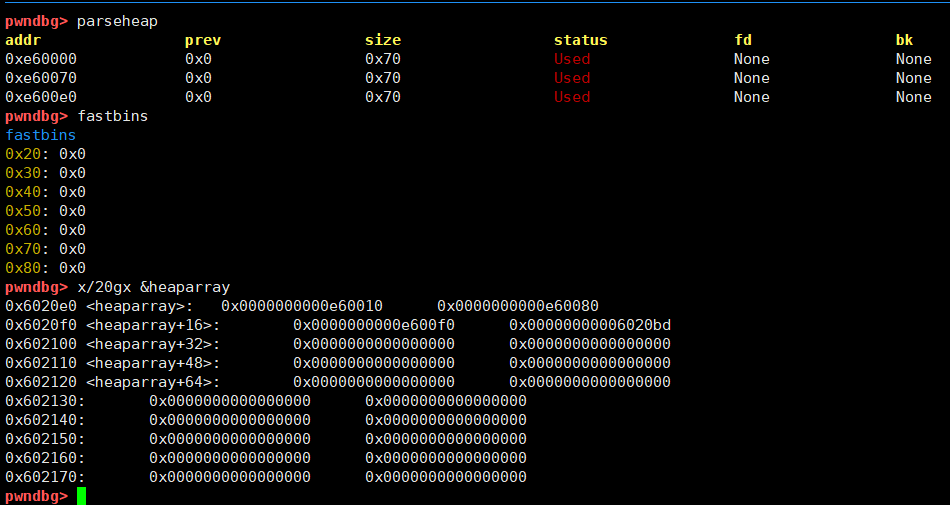 pwndbg> parseheap
addr prev size status fd bk
0xe60000 0x0 0x70 Used None None
0xe60070 0x0 0x70 Used None None
0xe600e0 0x0 0x70 Used None None
pwndbg> fastbins
fastbins
0x20: 0x0
0x30: 0x0
0x40: 0x0
0x50: 0x0
0x60: 0x0
0x70: 0x0
0x80: 0x0
pwndbg> x/20gx &heaparray
0x6020e0 <heaparray>: 0x0000000000e60010 0x0000000000e60080
0x6020f0 <heaparray+16>: 0x0000000000e600f0 0x00000000006020bd
0x602100 <heaparray+32>: 0x0000000000000000 0x0000000000000000
0x602110 <heaparray+48>: 0x0000000000000000 0x0000000000000000
0x602120 <heaparray+64>: 0x0000000000000000 0x0000000000000000
0x602130: 0x0000000000000000 0x0000000000000000
0x602140: 0x0000000000000000 0x0000000000000000
0x602150: 0x0000000000000000 0x0000000000000000
0x602160: 0x0000000000000000 0x0000000000000000
0x602170: 0x0000000000000000 0x0000000000000000
pwndbg>